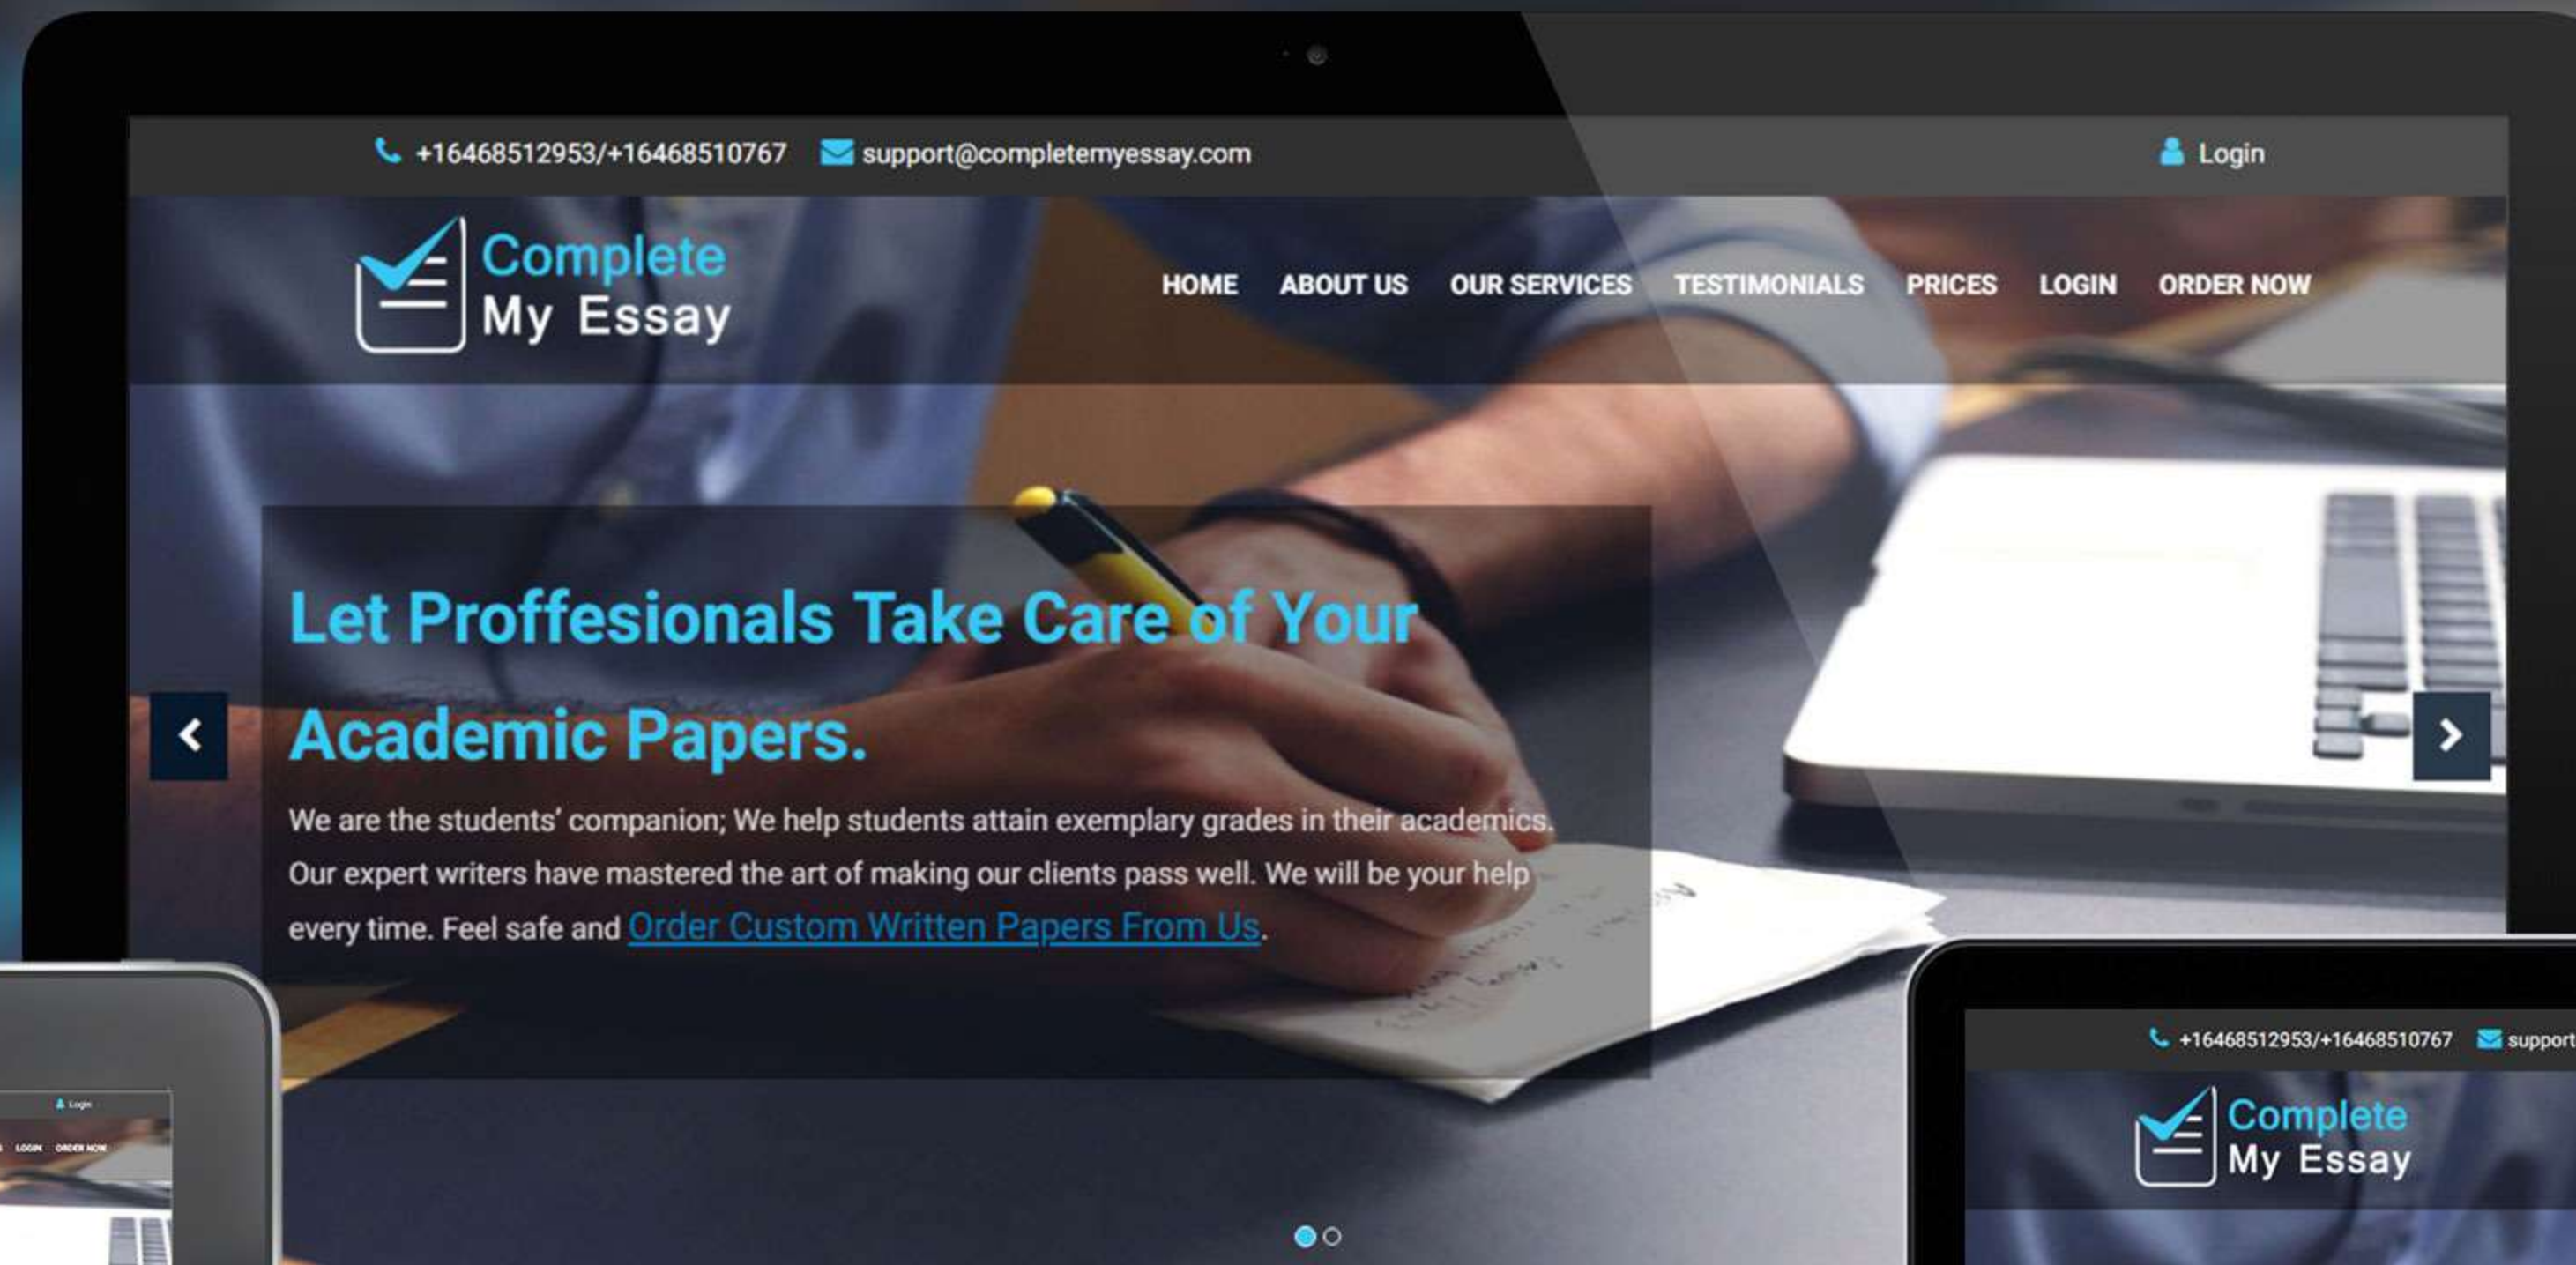 +16468512953/+16468510767 support@completemyessay.com Login
Complete
My Essay
HOME ABOUT US OUR SERVICES TESTIMONIALS PRICES LOGIN ORDER NOW
Let Proffesionals Take Care of Your
Academic Papers.
We are the students’ companion; We help students attain exemplary grades in their academics.
Our expert writers have mastered the art of making our clients pass well. We will be your help
every time. Feel safe and Order Custom Written Papers From Us.
Login
LOGIN ORDER NOW
+16468512953/+16468510767 support
Complete
My Essay